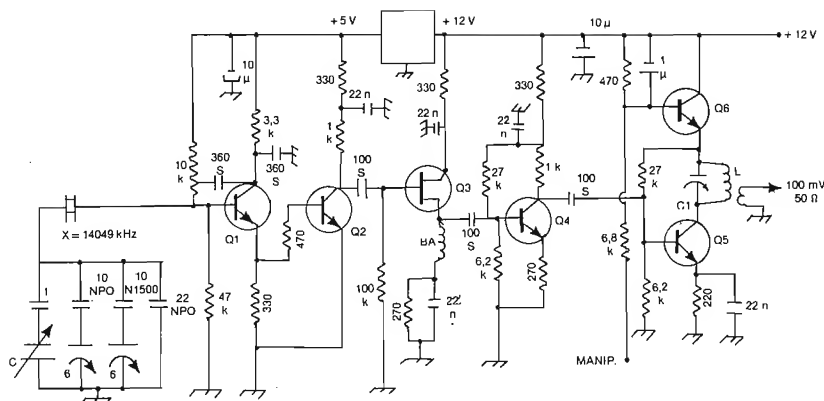 + 5 V
+ 12 V
10 µ
+ 12 V
10
µ
330
22 n
3,3
k
10
k
360
S
360
S
1
k
100
S
330
22 n
Q3
330
22
n
27
k
1 k
100
S
470
1
µ
Q6
27
k
L
C1
100 mV
50 Ω
X = 14049 kHz
Q1
470
Q2
BA
100
S
Q4
Q5
1
10
NPO
10
N1500
22
NPO
47
k
330
100
k
270
22
n
6,2
k
270
6,8
k
6,2
k
220
22 n
C
6
6
MANIP.